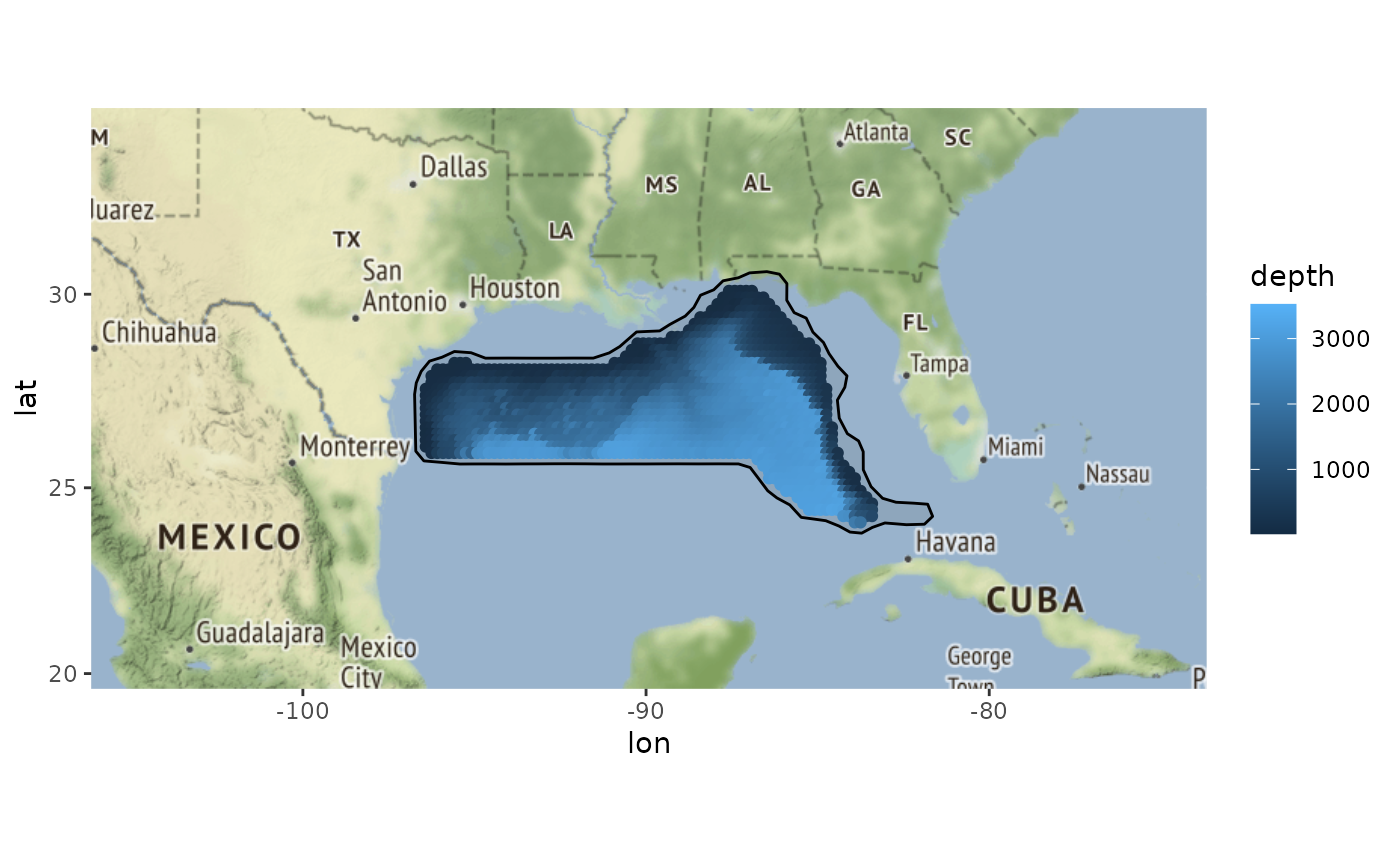 M
Atlanta
SC
Dallas
MS
AL
GA
Juarez
LA
TX
San
Antonio
Houston
depth
30
Chihuahua
FL
3000
Tampa
lat
2000
Monterrey
Miami
1000
25
Nassau
MEXICO
Havana
CUBA
Guadalajara
Mexico
City
George
Town
20
P
-100
-90
-80
lon